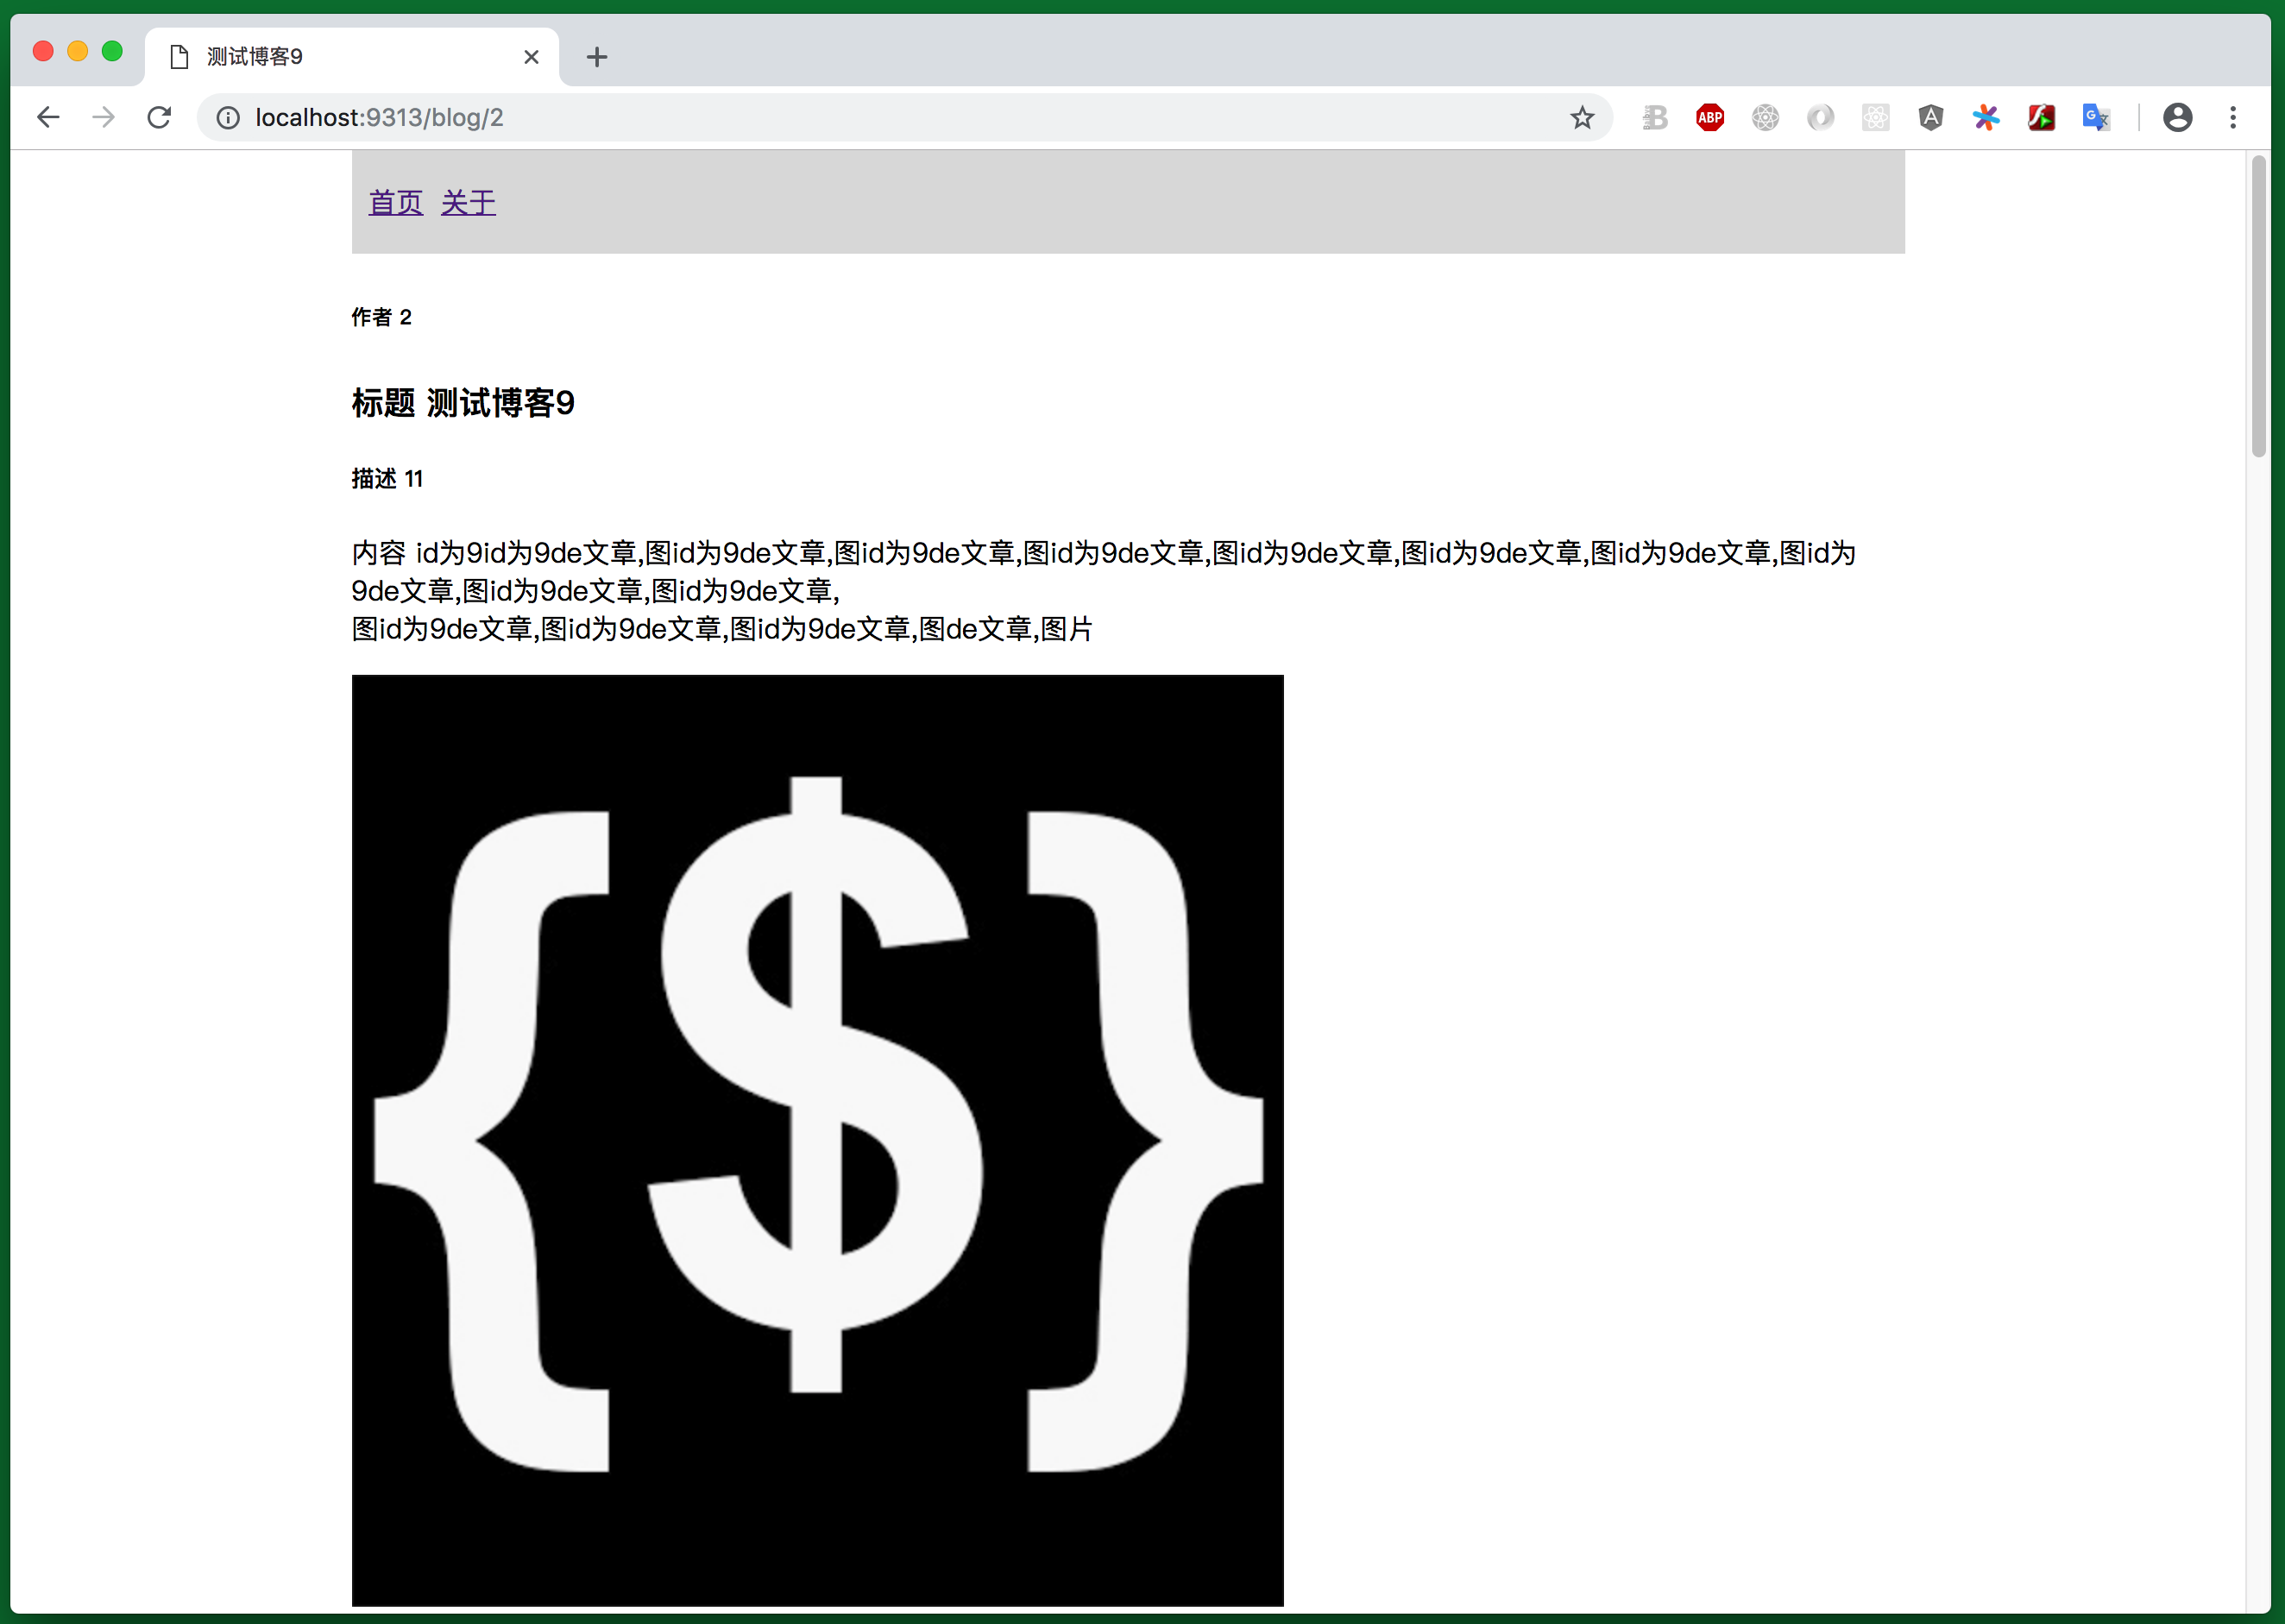 测试博客9
localhost:9313/blog/2
ABP
首页 关于
作者 2
标题 测试博客9
描述 11
内容 id为9id为9de文章,图id为9de文章,图id为9de文章,图id为9de文章,图id为9de文章,图id为9de文章,图id为9de文章,图id为
9de文章,图id为9de文章,图id为9de文章,
图id为9de文章,图id为9de文章,图id为9de文章,图de文章,图片
{$}